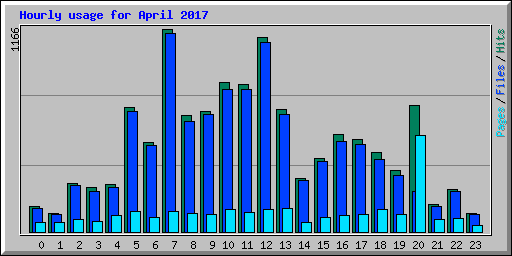 Hourly usage for April 2017
1166
Pages/Files/Hits
0 1 2 3 4 5 6 7 8 9 10 11 12 13 14 15 16 17 18 19 20 21 22 23